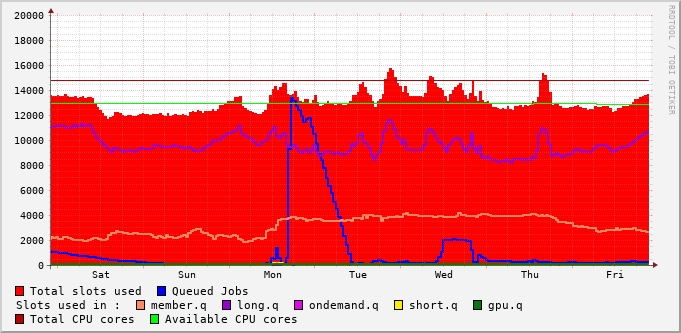 20000
18000
16000
14000
12000
10000
8000
6000
4000
2000
0
Sat Sun Mon Tue Wed Thu Fri
RRDTOOL / TOBI OETIKER
Total slots used Queued Jobs
Slots used in : member.q long.q ondemand.q short.q gpu.q
Total CPU cores Available CPU cores